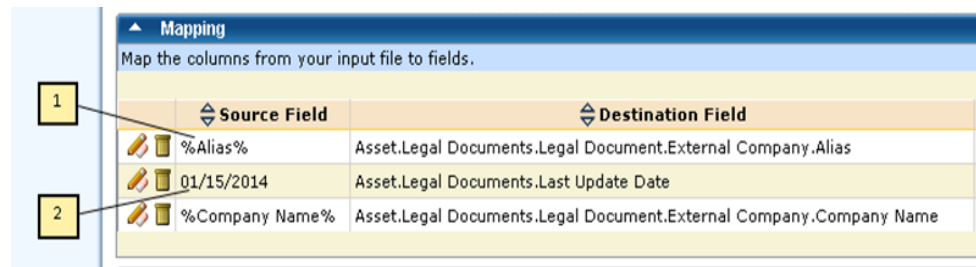 Mapping
Map the columns from your input file to fields.
1
Source Field Destination Field
%Alias% Asset.Legal Documents.Legal Document.External Company.Alias
01/15/2014 Asset.Legal Documents.Last Update Date
2
%Company Name% Asset.Legal Documents.Legal Document.External Company.Company Name